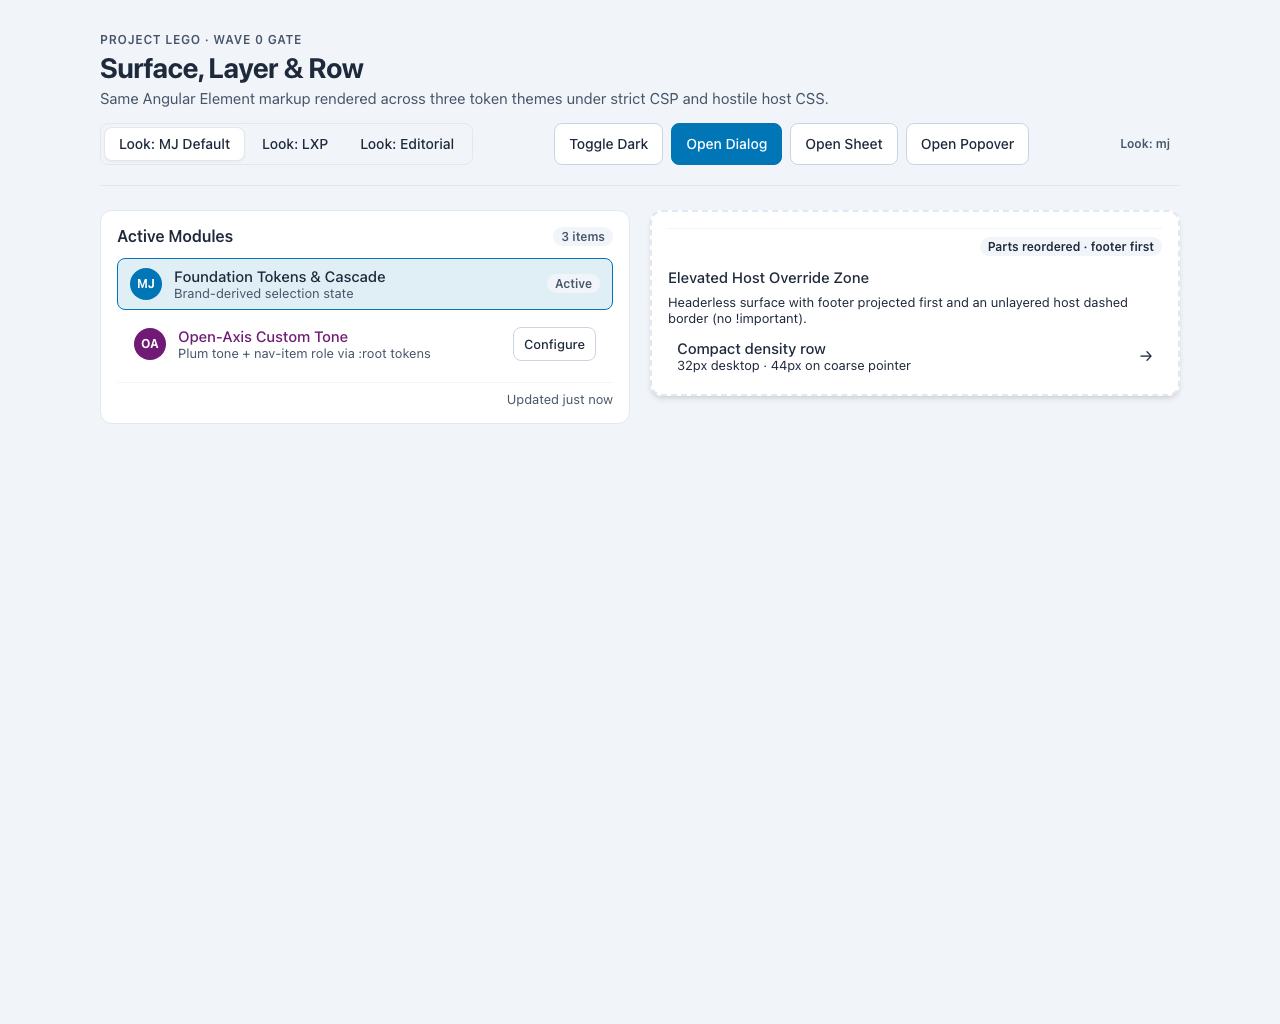 PROJECT LEGO · WAVE 0 GATE
Surface, Layer & Row
Same Angular Element markup rendered across three token themes under strict CSP and hostile host CSS.
Look: MJ Default
Look: LXP
Look: Editorial
Toggle Dark
Open Dialog
Open Sheet
Open Popover
Look: mj
Active Modules
3 items
MJ
Foundation Tokens & Cascade
Brand-derived selection state
Active
OA
Open-Axis Custom Tone
Plum tone + nav-item role via :root tokens
Configure
Updated just now
Parts reordered · footer first
Elevated Host Override Zone
Headerless surface with footer projected first and an unlayered host dashed
border (no !important).
Compact density row
32px desktop · 44px on coarse pointer
→